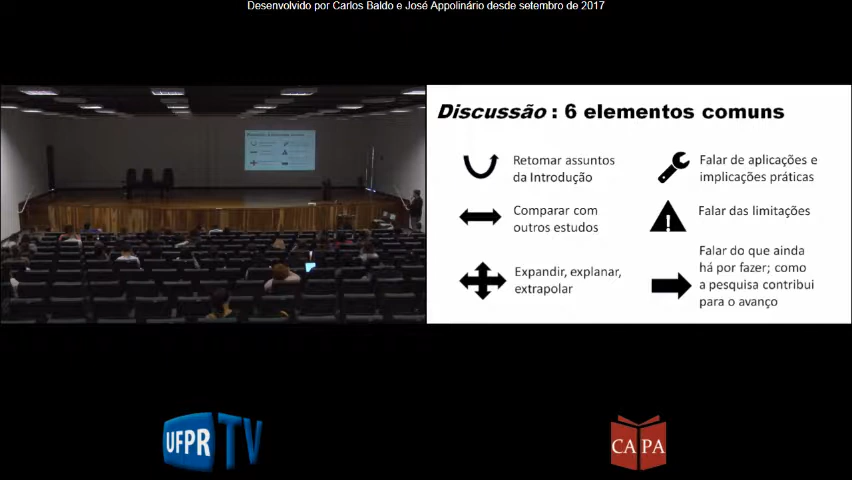 Desenvolvido por Carlos Baldo e José Appolinário desde setembro de 2017
Discussão : 6 elementos comuns
Retomar assuntos
da Introdução
Comparar com
outros estudos
Expandir, explanar,
extrapolar
Falar de aplicações e
implicações práticas
Falar das limitações
Falar do que ainda
há por fazer; como
a pesquisa contribui
para o avanço
UFPR TV
CAPA